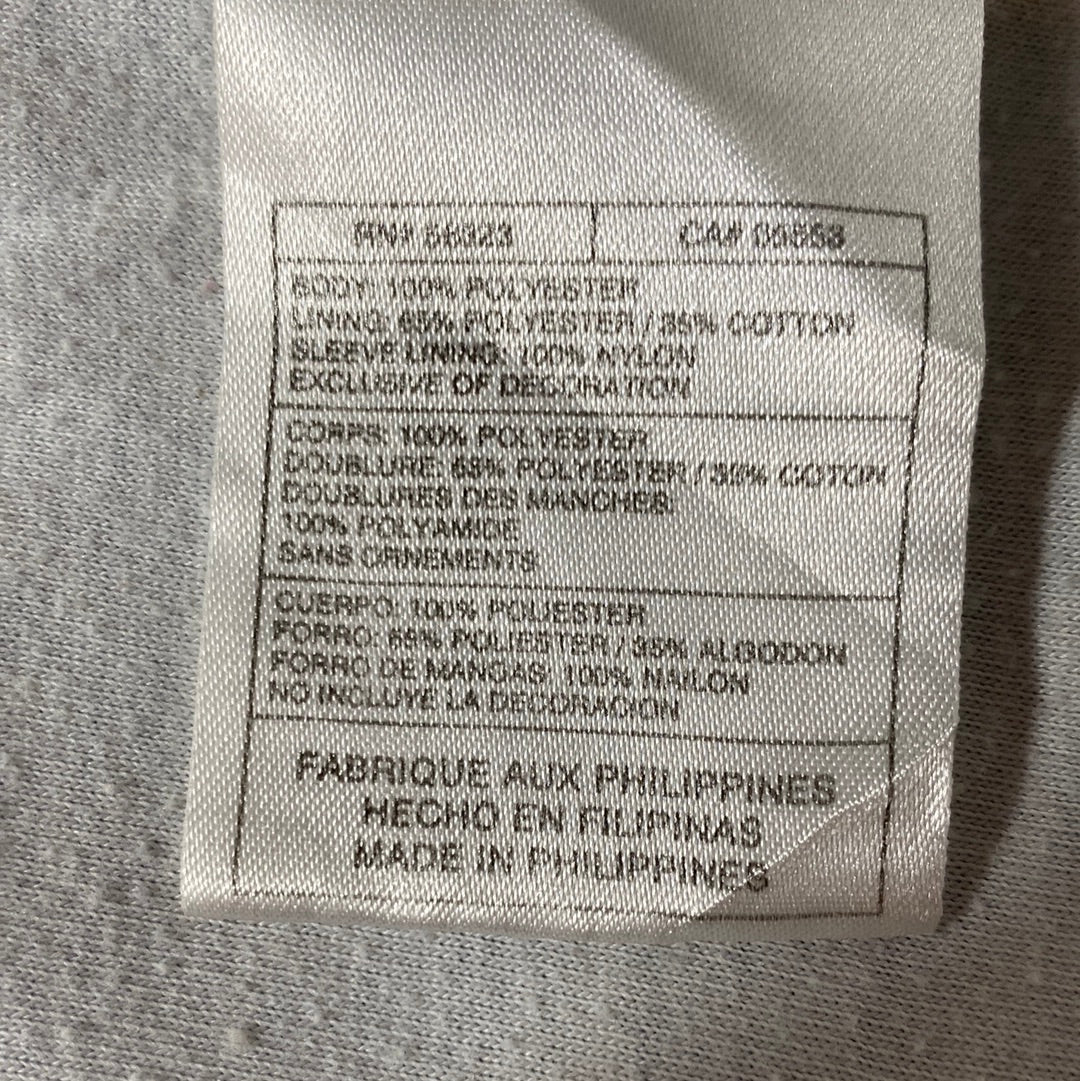 RN# 56323 CA# 05553
BODY: 100% POLYESTER
LINING: 65% POLYESTER / 35% COTTON
SLEEVE LINING: 100% NYLON
EXCLUSIVE OF DECORATION
CORPS: 100% POLYESTER
DOUBLURE: 65% POLYESTER / 35% COTON
DOUBLURES DES MANCHES:
100% POLYAMIDE
SANS ORNEMENTS
CUERPO: 100% POLIESTER
FORRO: 65% POLIESTER / 35% ALGODON
FORRO DE MANGAS: 100% NAILON
NO INCLUYE LA DECORACION
FABRIQUE AUX PHILIPPINES
HECHO EN FILIPINAS
MADE IN PHILIPPINES